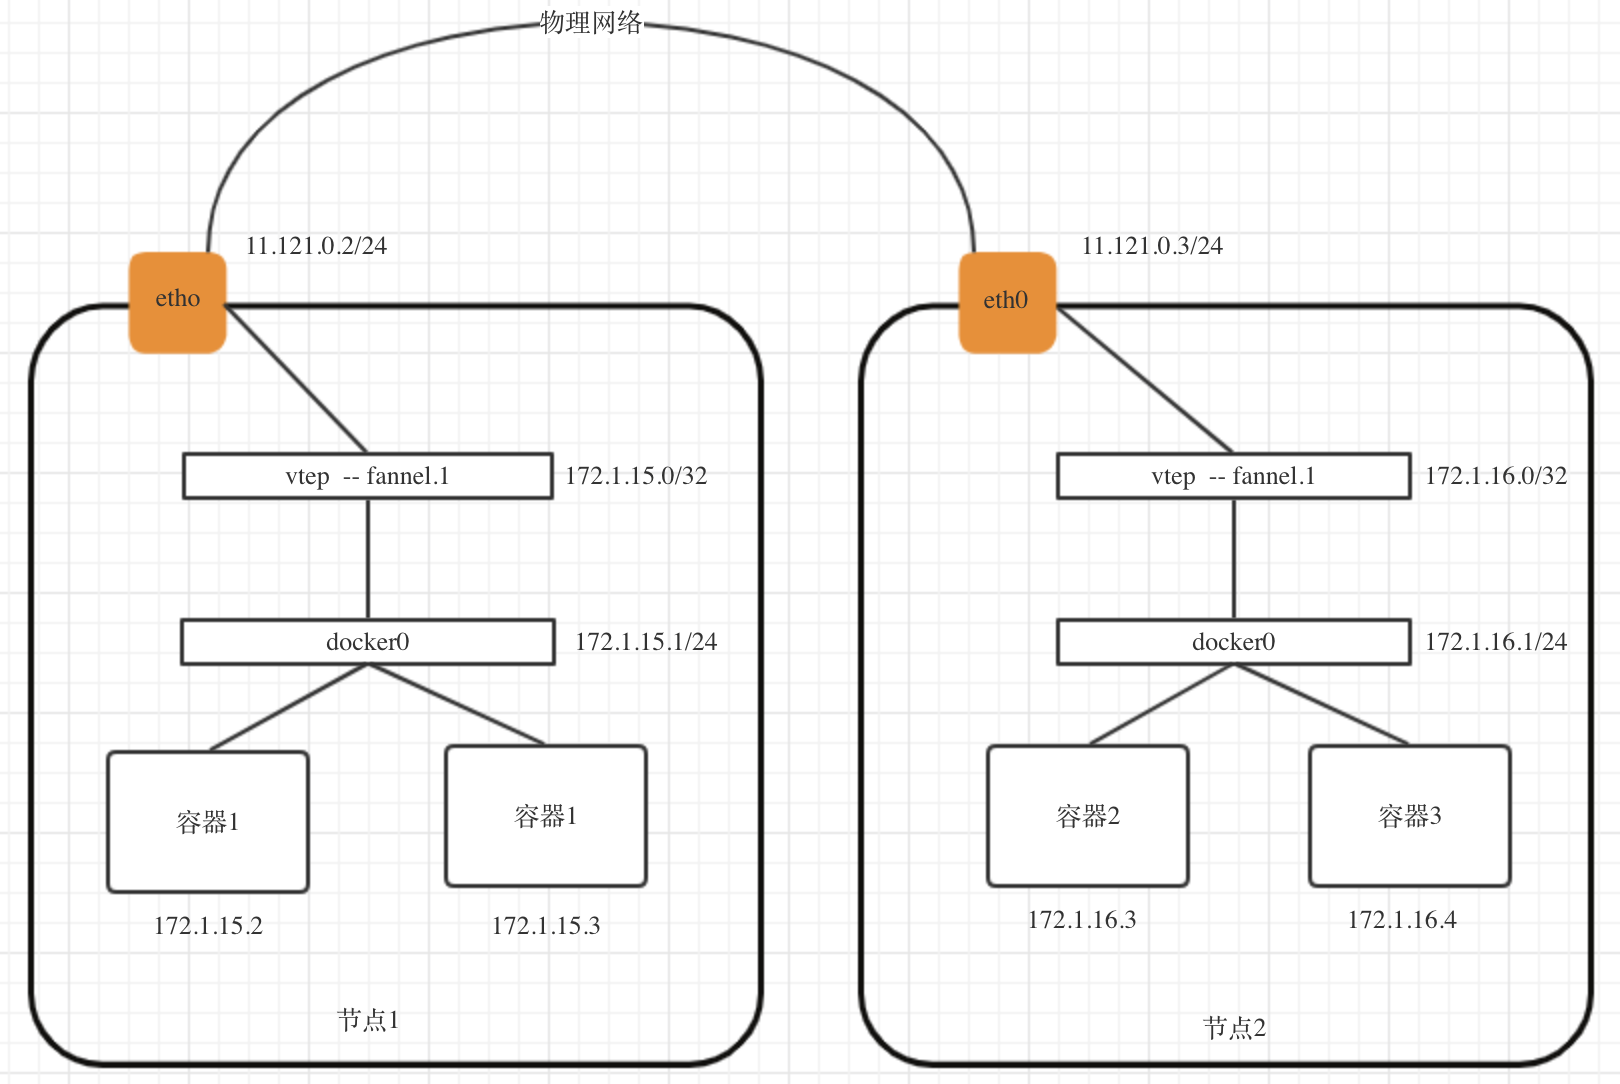 物理网络
11.121.0.2/24
11.121.0.3/24
etho
eth0
vtep -- fannel.1
172.1.15.0/32
vtep -- fannel.1
172.1.16.0/32
docker0
172.1.15.1/24
docker0
172.1.16.1/24
容器1
容器1
容器2
容器3
172.1.15.2
172.1.15.3
172.1.16.3
172.1.16.4
节点1
节点2